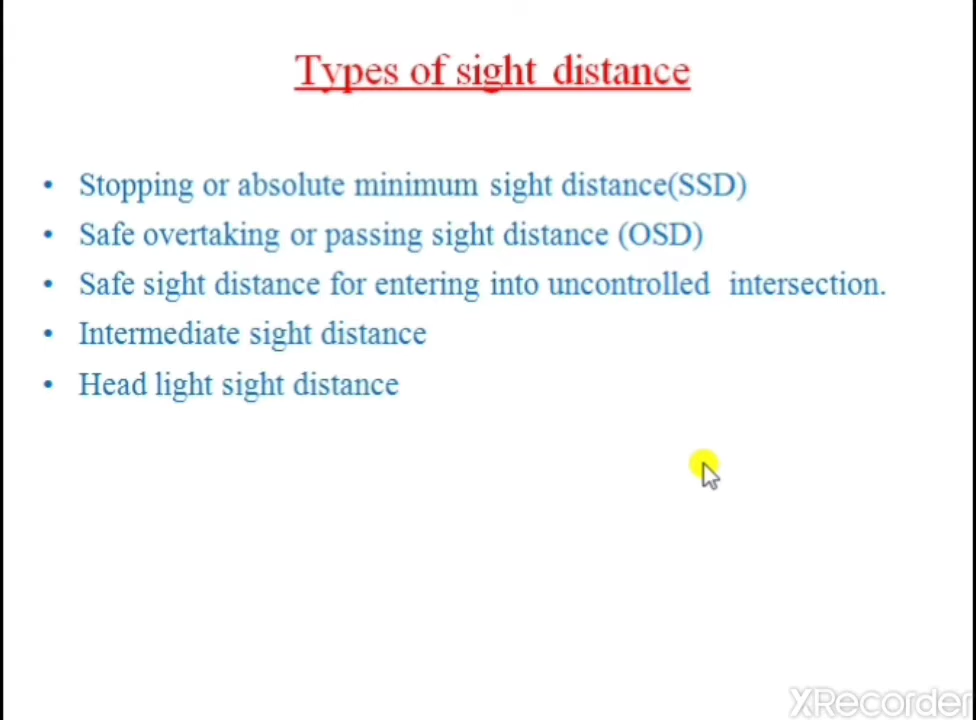 Types of sight distance
• Stopping or absolute minimum sight distance(SSD)
• Safe overtaking or passing sight distance (OSD)
• Safe sight distance for entering into uncontrolled intersection.
• Intermediate sight distance
• Head light sight distance
XRecorder